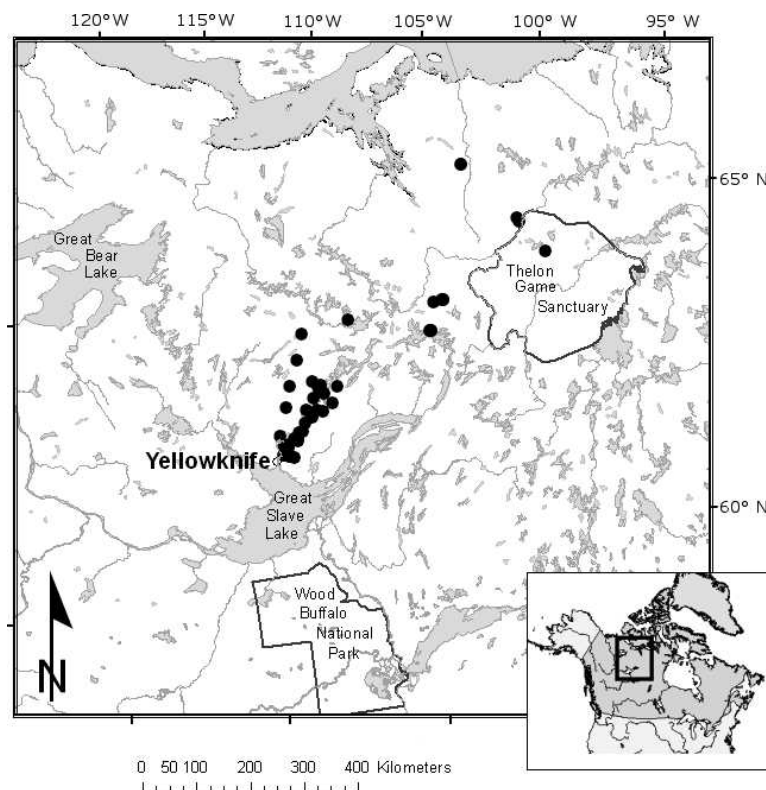 120° W 115° W 110° W 105° W 100° W 95° W
65° N
Great
Bear
Lake
Thelon
Game
Sanctuary
Yellowknife
Great
Slave
Lake
60° N
Wood
Buffalo
National
Park
N
0 50 100 200 300 400 Kilometers